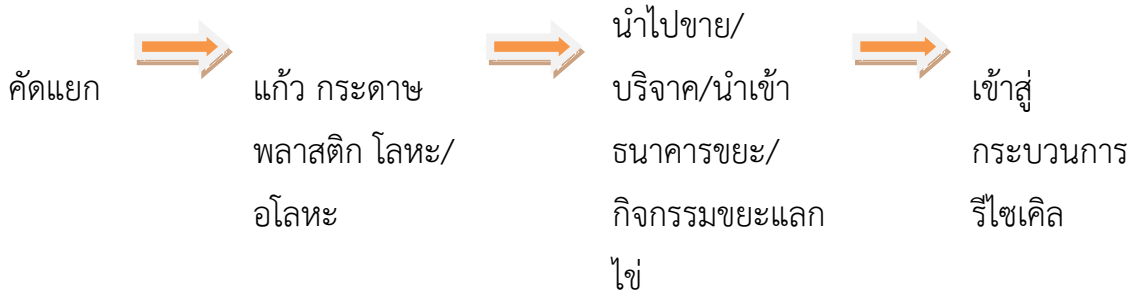 คัดแยก
แก้ว กระดาษ
พลาสติก โลหะ/
อโลหะ
นำไปขาย/
บริจาค/นำเข้า
ธนาคารขยะ/
กิจกรรมขยะแลก
ไข่
เข้าสู่
กระบวนการ
รีไซเคิล